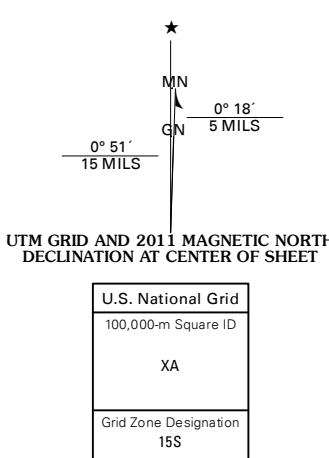 ★
MN
0° 18´
5 MILS
GN
0° 51´
15 MILS
UTM GRID AND 2011 MAGNETIC NORTH
DECLINATION AT CENTER OF SHEET
U.S. National Grid
100,000-m Square ID
XA
Grid Zone Designation
15S